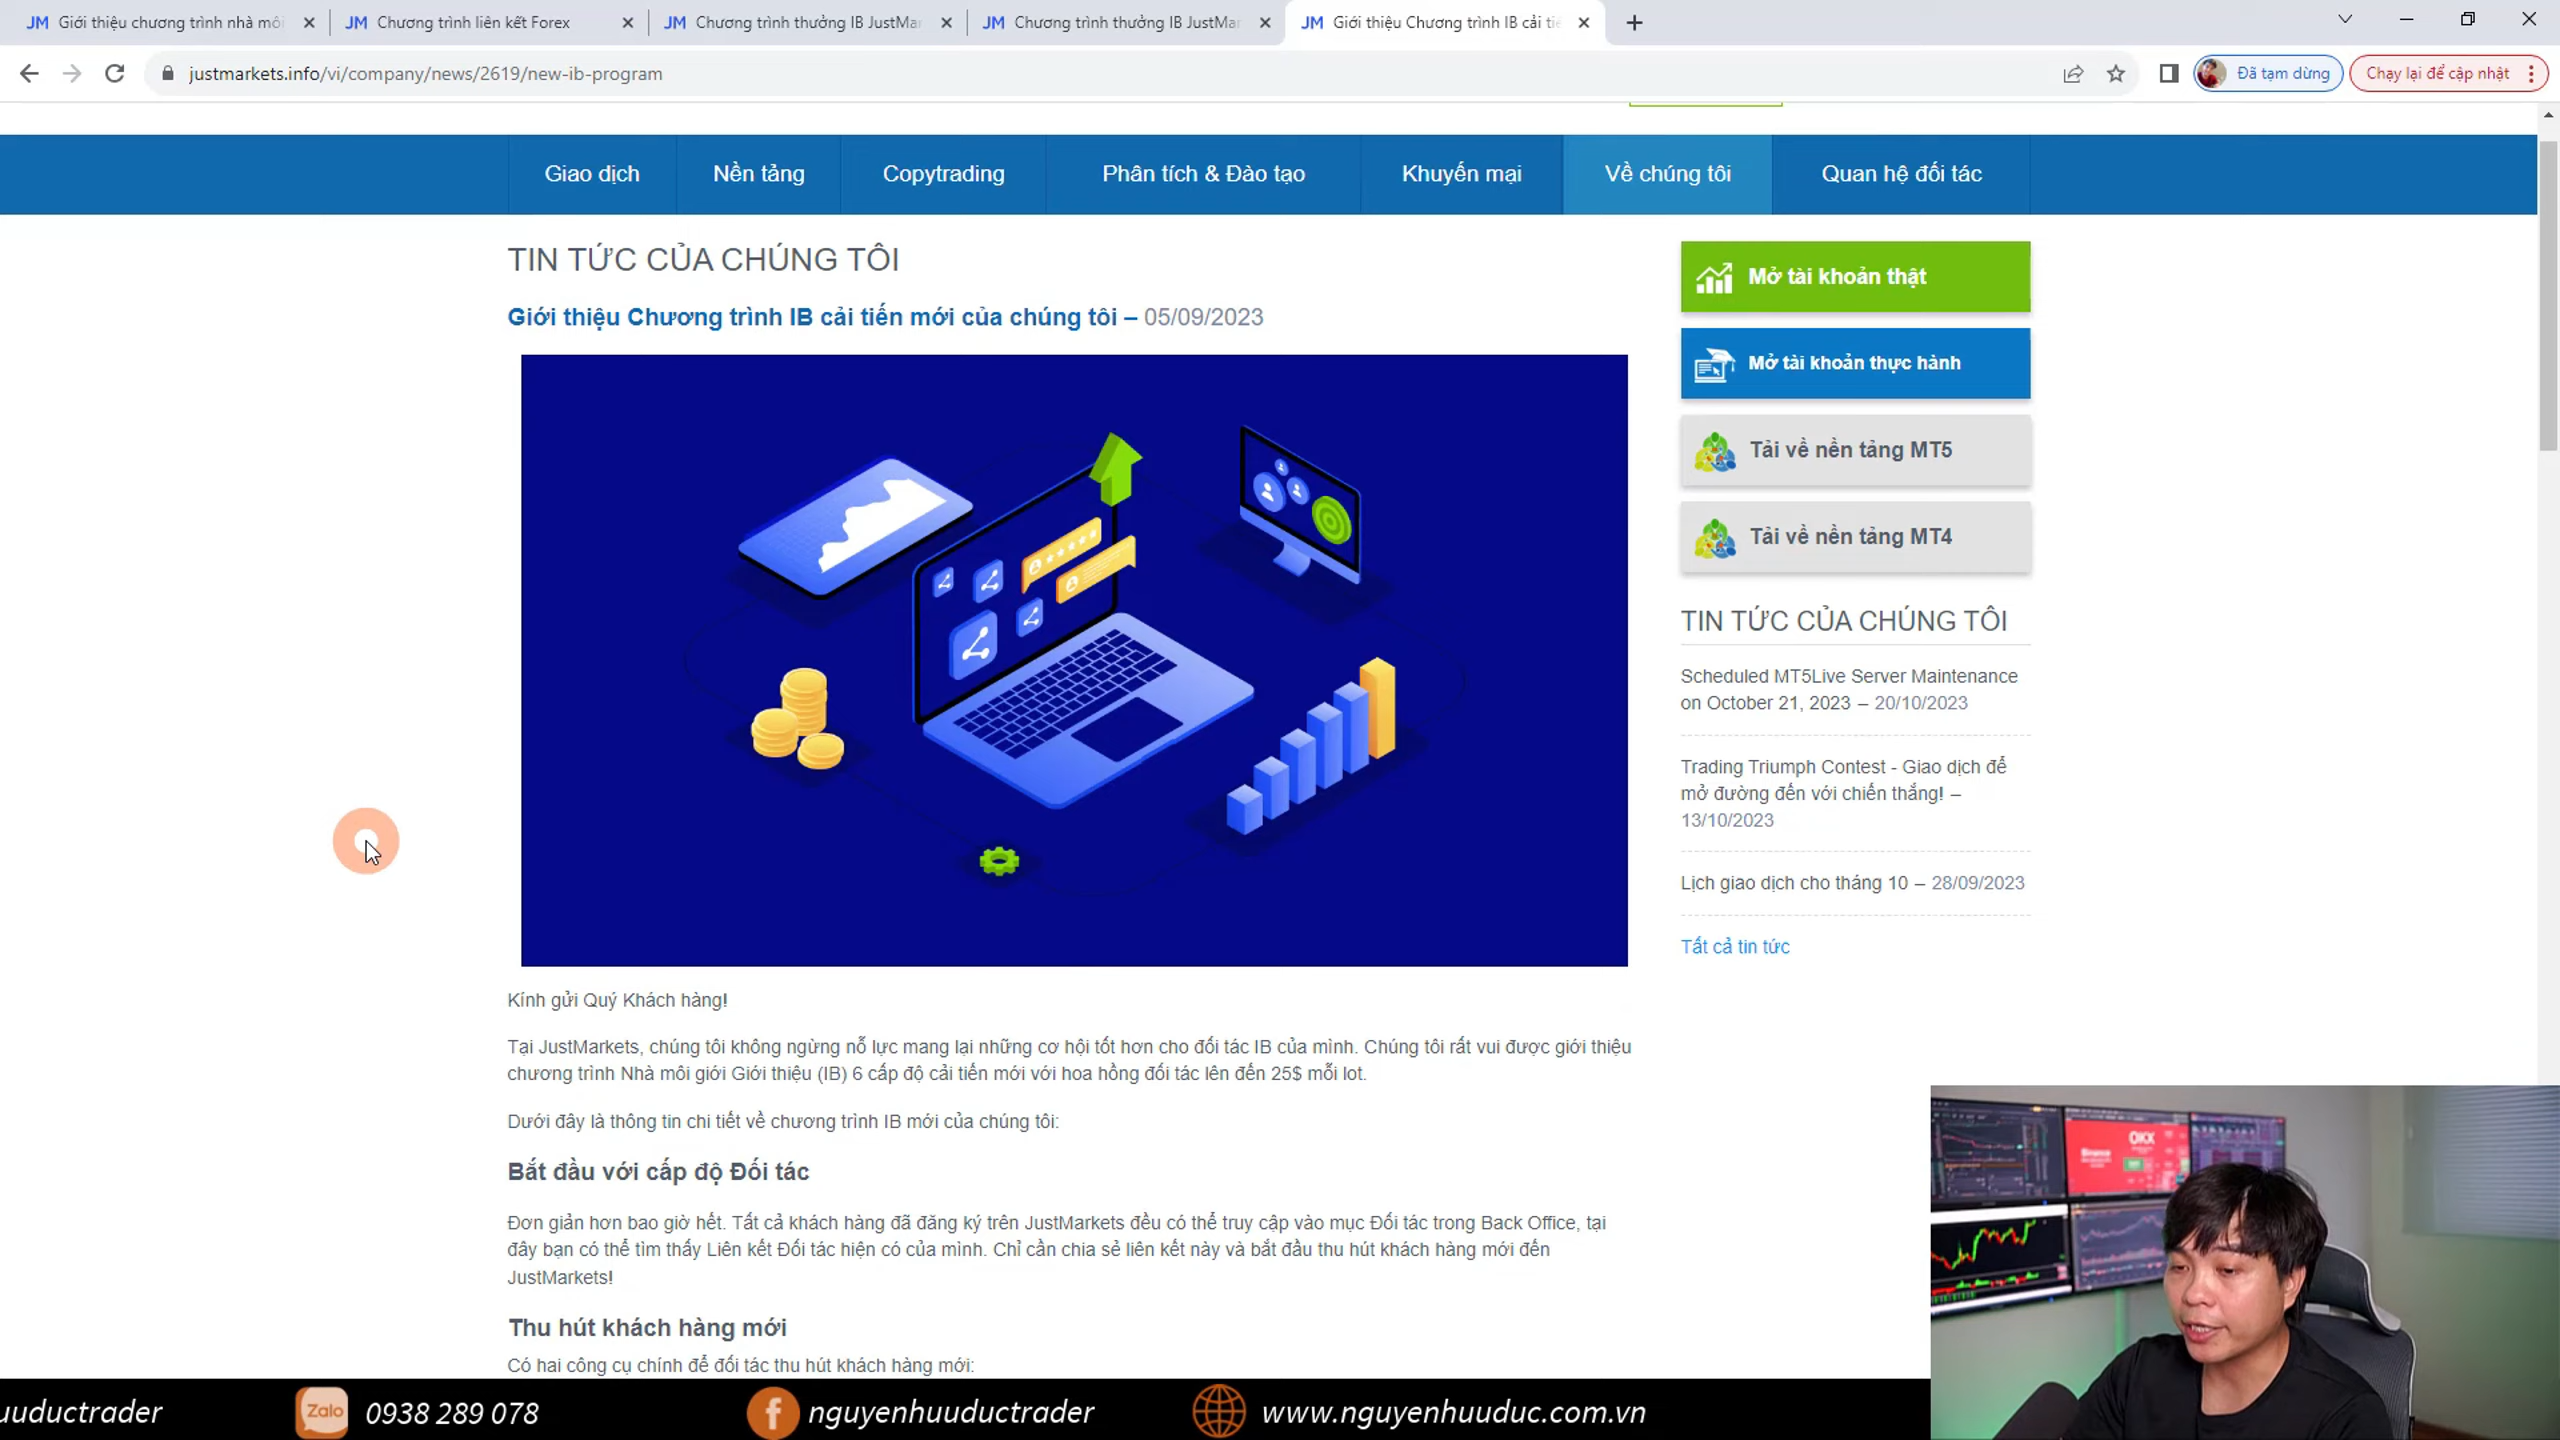 JM Giới thiệu chương trình nhà môi
JM Chương trình liên kết Forex
JM Chương trình thưởng IB JustMar
JM Chương trình thưởng IB JustMar
JM Giới thiệu Chương trình IB cải tiế
justmarkets.info/vi/company/news/2619/new-ib-program
Đã tạm dừng
Chạy lại để cập nhật
Giao dịch
Nền tảng
Copytrading
Phân tích & Đào tạo
Khuyến mại
Về chúng tôi
Quan hệ đối tác
TIN TỨC CỦA CHÚNG TÔI
Giới thiệu Chương trình IB cải tiến mới của chúng tôi – 05/09/2023
Kính gửi Quý Khách hàng!
Tại JustMarkets, chúng tôi không ngừng nỗ lực mang lại những cơ hội tốt hơn cho đối tác IB của mình. Chúng tôi rất vui được giới thiệu
chương trình Nhà môi giới Giới thiệu (IB) 6 cấp độ cải tiến mới với hoa hồng đối tác lên đến 25$ mỗi lot.
Dưới đây là thông tin chi tiết về chương trình IB mới của chúng tôi:
Bắt đầu với cấp độ Đối tác
Đơn giản hơn bao giờ hết. Tất cả khách hàng đã đăng ký trên JustMarkets đều có thể truy cập vào mục Đối tác trong Back Office, tại
đây bạn có thể tìm thấy Liên kết Đối tác hiện có của mình. Chỉ cần chia sẻ liên kết này và bắt đầu thu hút khách hàng mới đến
JustMarkets!
Thu hút khách hàng mới
Có hai công cụ chính để đối tác thu hút khách hàng mới:
Mở tài khoản thật
Mở tài khoản thực hành
Tải về nền tảng MT5
Tải về nền tảng MT4
TIN TỨC CỦA CHÚNG TÔI
Scheduled MT5Live Server Maintenance
on October 21, 2023 – 20/10/2023
Trading Triumph Contest - Giao dịch để
mở đường đến với chiến thắng! –
13/10/2023
Lịch giao dịch cho tháng 10 – 28/09/2023
Tất cả tin tức
OKX
Binance
uuductrader
Zalo 0938 289 078
nguyenhuuductrader
www.nguyenhuuduc.com.vn